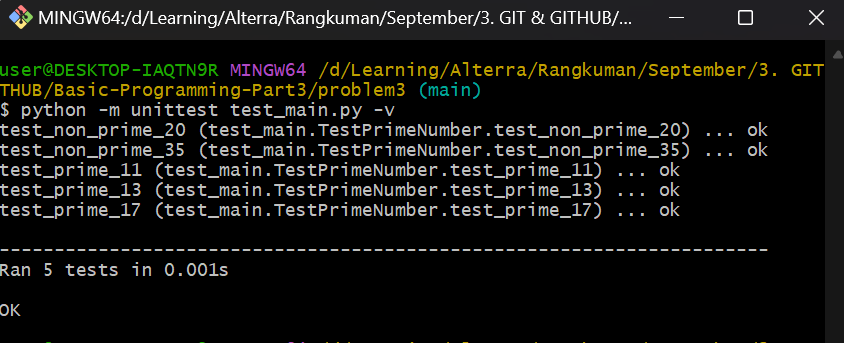 MINGW64:/d/Learning/Alterra/Rangkuman/September/3. GIT & GITHUB/...
user@DESKTOP-IAQTN9R MINGW64 /d/Learning/Alterra/Rangkuman/September/3. GIT
THUB/Basic-Programming-Part3/problem3 (main)
$ python -m unittest test_main.py -v
test_non_prime_20 (test_main.TestPrimeNumber.test_non_prime_20) ... ok
test_non_prime_35 (test_main.TestPrimeNumber.test_non_prime_35) ... ok
test_prime_11 (test_main.TestPrimeNumber.test_prime_11) ... ok
test_prime_13 (test_main.TestPrimeNumber.test_prime_13) ... ok
test_prime_17 (test_main.TestPrimeNumber.test_prime_17) ... ok
----------------------------------------------------------------------
Ran 5 tests in 0.001s
OK